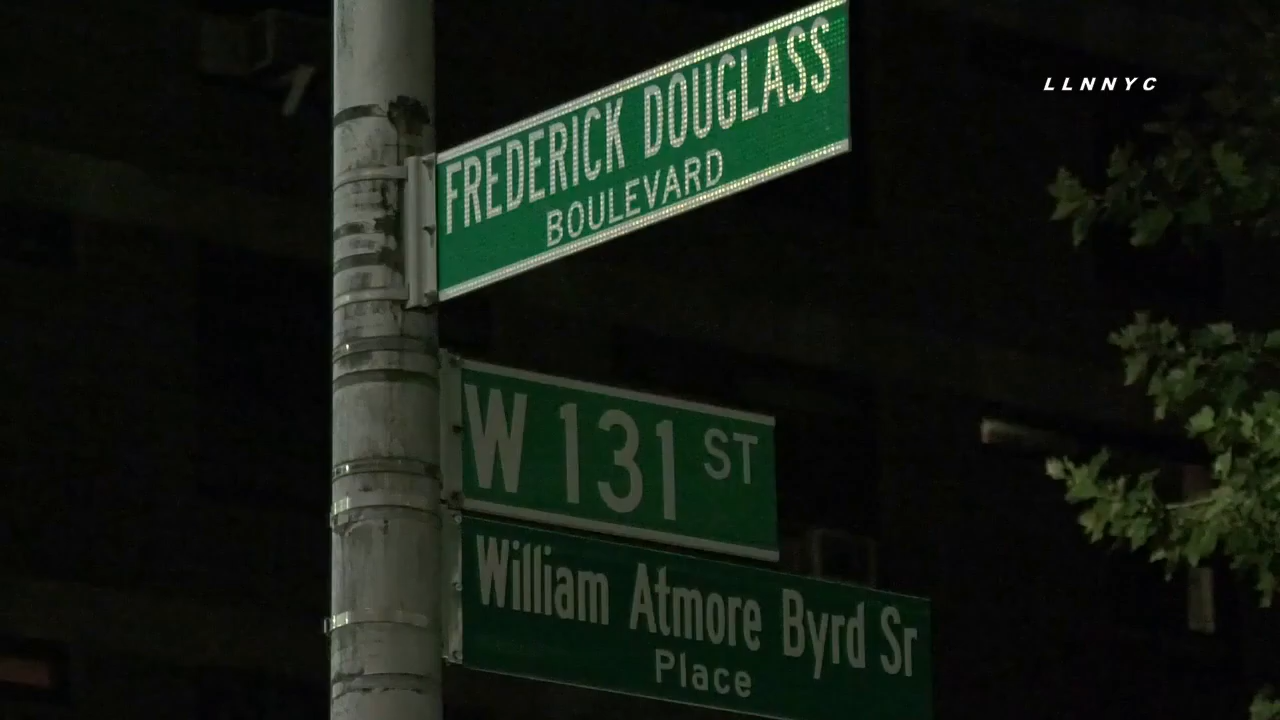 LLNNYC
FREDERICK DOUGLASS
BOULEVARD
W 131 ST
William Atmore Byrd Sr
Place